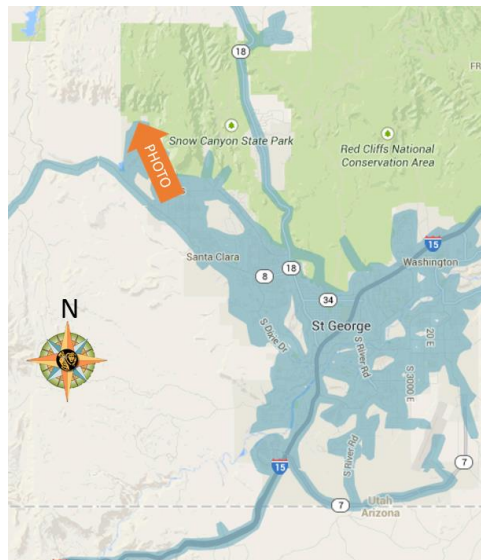 18
FR
Snow Canyon State Park
Red Cliffs National
Conservation Area
PHOTO
15
Santa Clara
Washington
8
18
34
N
St George
S Dixie Dr
S River Rd
20 E
S 3000 E
15
S River Rd
7
7
Utah
Arizona